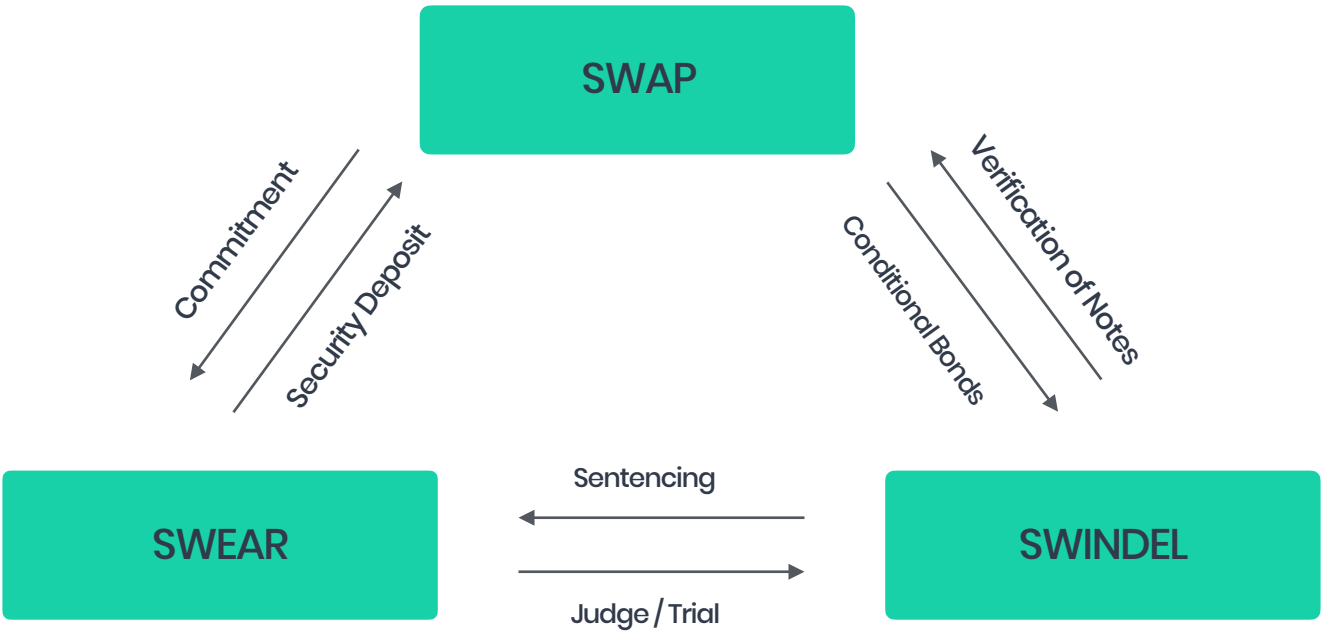 SWAP
Commitment
Security Deposit
Conditional Bonds
Verification of Notes
Sentencing
SWEAR
SWINDEL
Judge / Trial